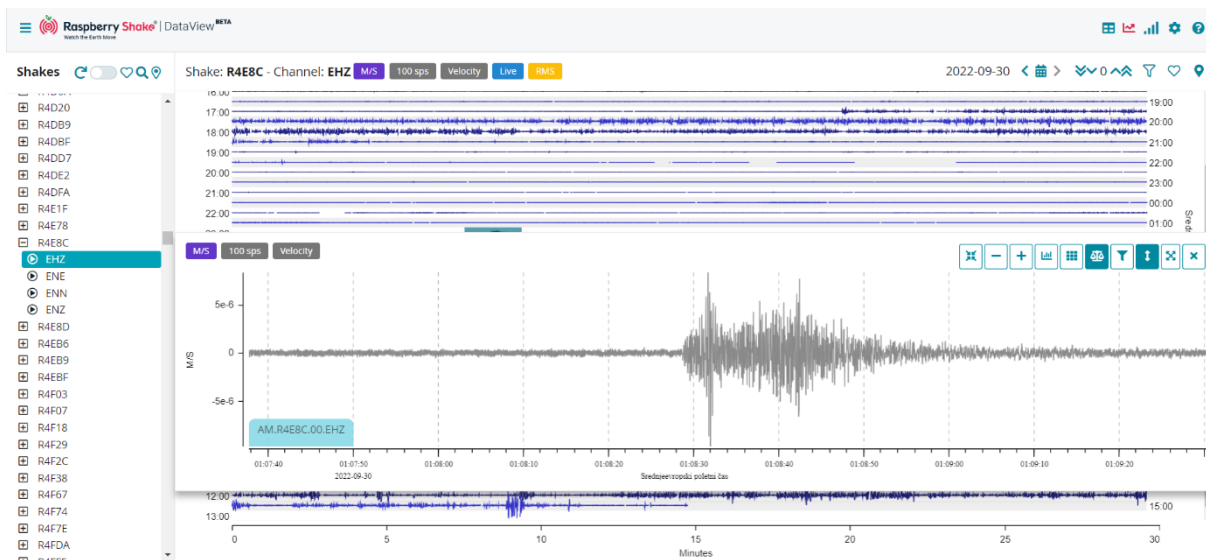 Raspberry Shake® | DataView BETA
Watch the Earth Move
Shakes
Shake: R4E8C - Channel: EHZ M/S 100 sps Velocity Live RMS
2022-09-30
0
R4D20
R4DB9
R4DBF
R4DD7
R4DE2
R4DFA
R4E1F
R4E78
R4E8C
EHZ
ENE
ENN
ENZ
R4E8D
R4EB6
R4EB9
R4EBF
R4F03
R4F07
R4F18
R4F29
R4F2C
R4F38
R4F67
R4F74
R4F7E
R4FDA
16:00
17:00
18:00
19:00
20:00
21:00
22:00
19:00
20:00
21:00
22:00
23:00
00:00
01:00
Sred
M/S 100 sps Velocity
5e-6
0
-5e-6
M/S
AM.R4E8C.00.EHZ
01:07:40 01:07:50 01:08:00 01:08:10 01:08:20 01:08:30 01:08:40 01:08:50 01:09:00 01:09:10 01:09:20
2022-09-30
Srednjeevropski poletni čas
12:00
13:00
15:00
0 5 10 15 20 25 30
Minutes